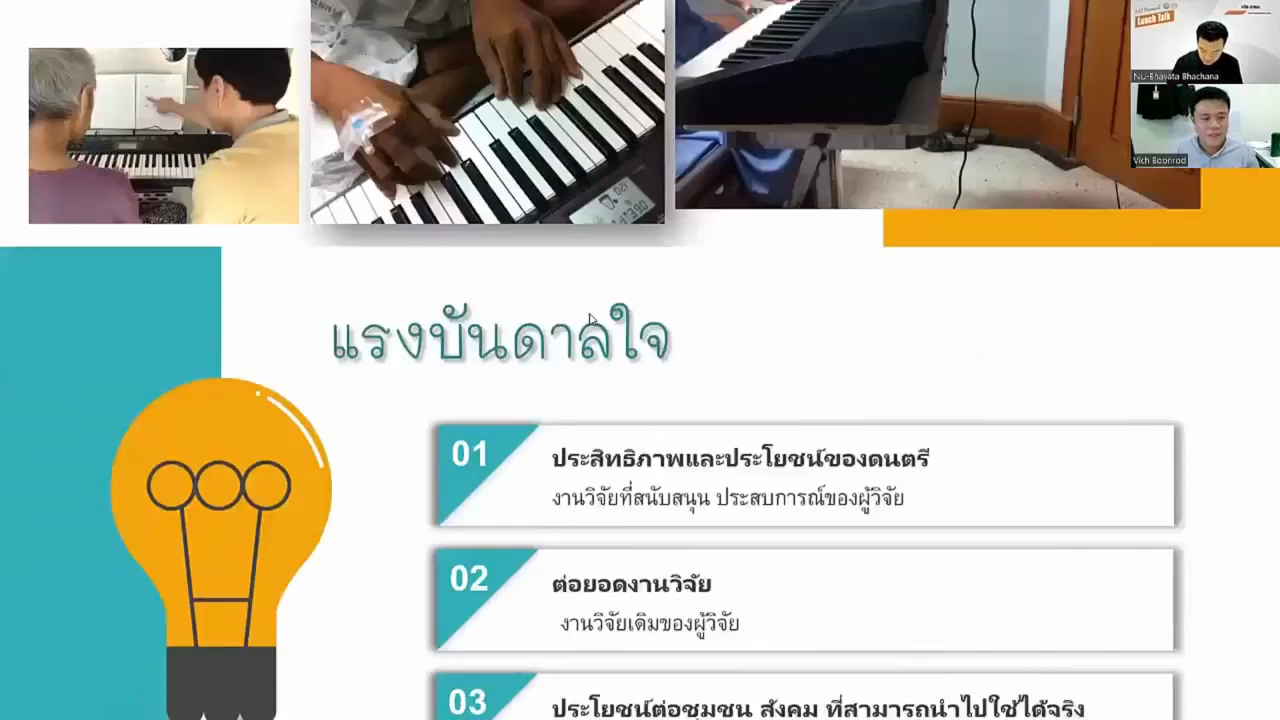 Lunch Talk
NU-Bhayata Bhachana
Vich Boonrod
แรงบันดาลใจ
01
ประสิทธิภาพและประโยชน์ของดนตรี
งานวิจัยที่สนับสนุน ประสบการณ์ของผู้วิจัย
02
ต่อยอดงานวิจัย
งานวิจัยเดิมของผู้วิจัย
03
ประโยชน์ต่อชุมชน สังคม ที่สามารถนำไปใช้ได้จริง